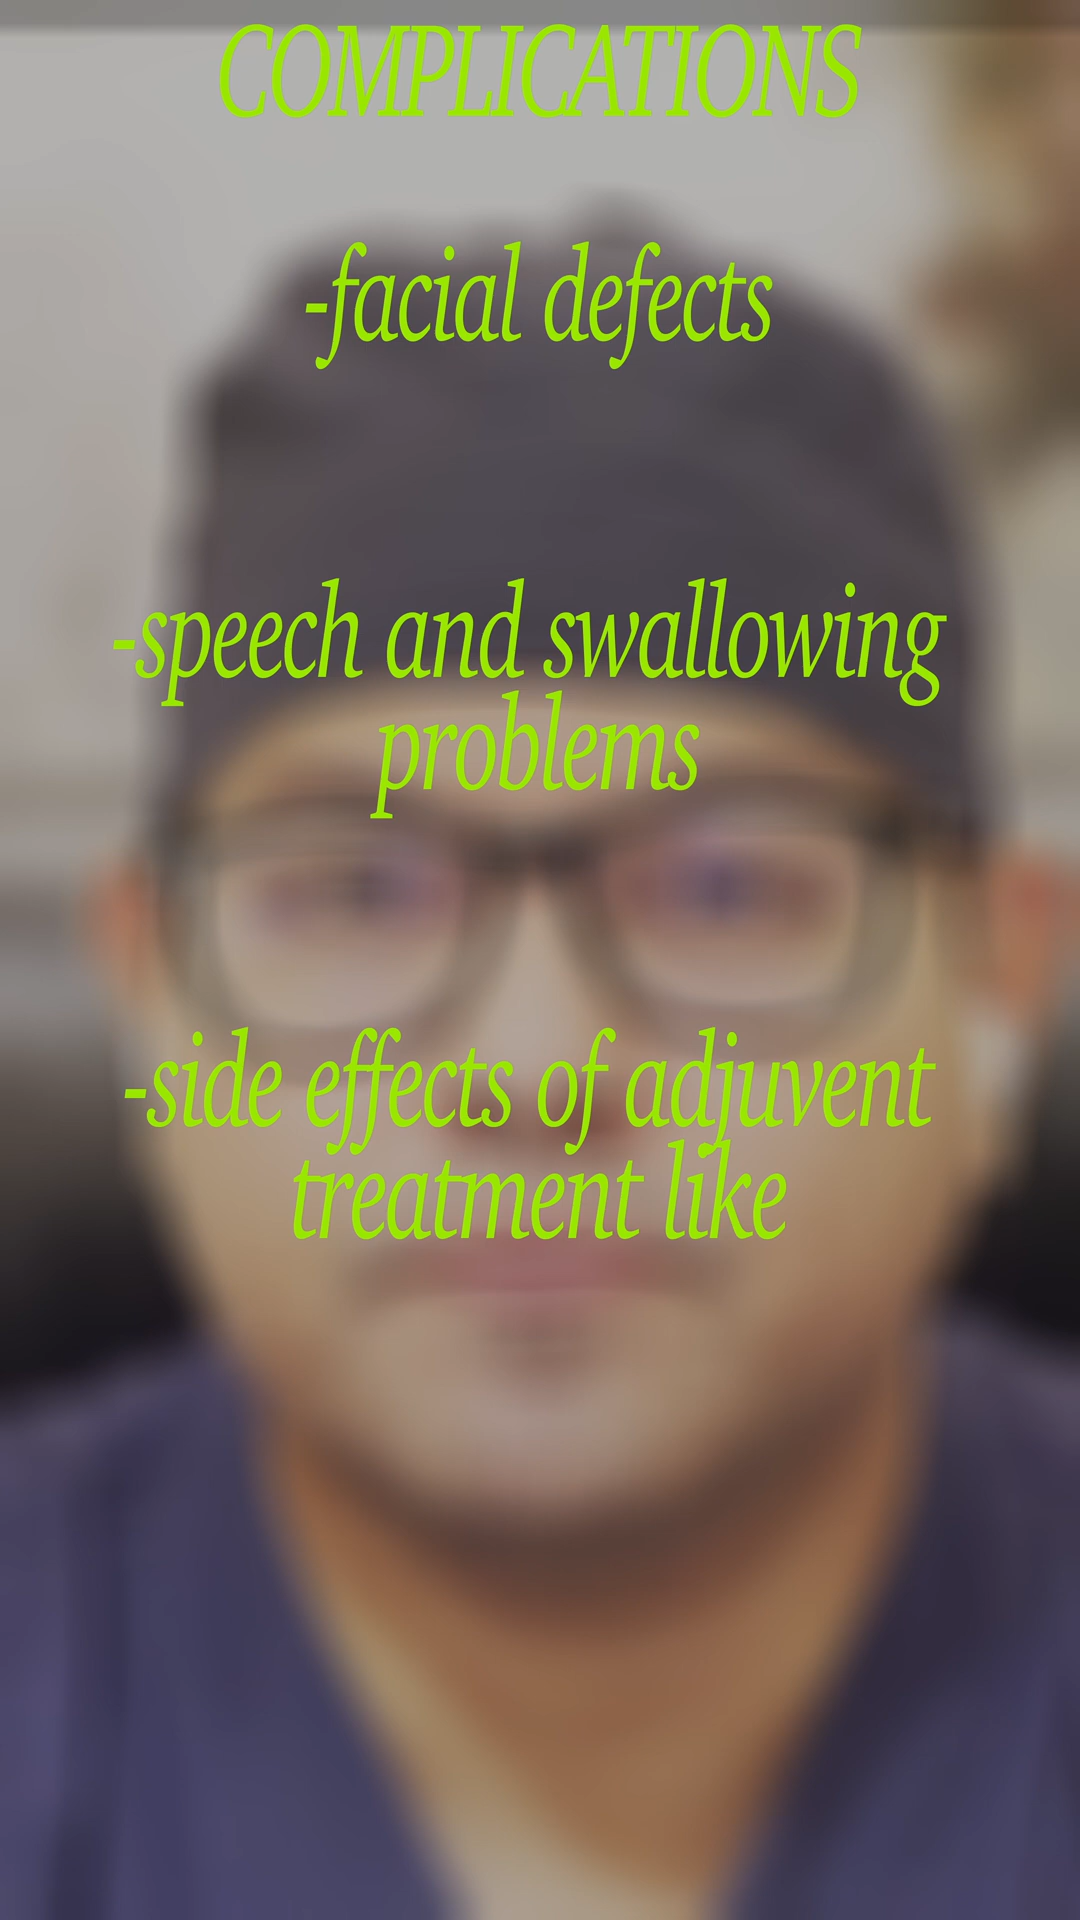 COMPLICATIONS
-facial defects
-speech and swallowing
problems
-side effects of adjuvent
treatment like